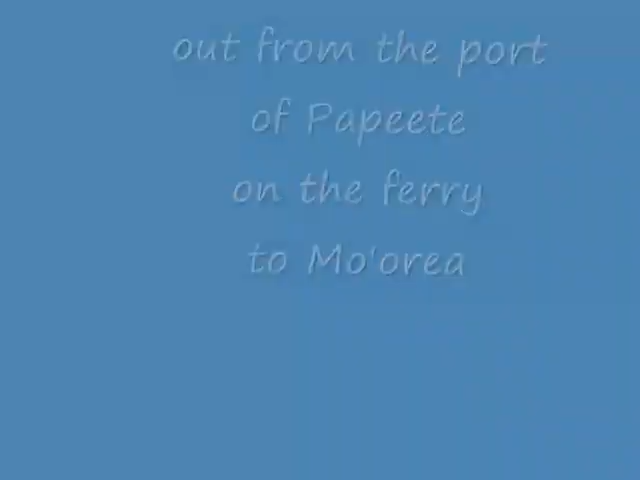 out from the port
of Papeete
on the ferry
to Mo'orea